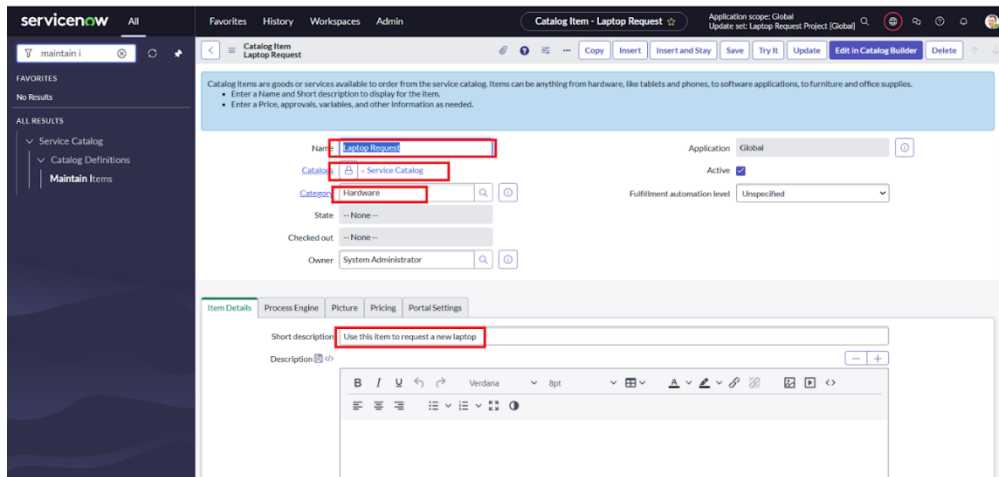 servicenow All Favorites History Workspaces Admin Catalog Item - Laptop Request Application scope: Global
Update set: Laptop Request Project [Global]
maintain i
Catalog Item
Laptop Request
Copy Insert Insert and Stay Save Try It Update Edit in Catalog Builder Delete
FAVORITES
No Results
ALL RESULTS
Service Catalog
Catalog Definitions
Maintain Items
Catalog items are goods or services available to order from the service catalog. Items can be anything from hardware, like tablets and phones, to software applications, to furniture and office supplies.
• Enter a Name and Short description to display for the item.
• Enter a Price, approvals, variables, and other information as needed.
Name Laptop Request
Application Global
Catalogs Service Catalog
Active
Category Hardware
Fulfillment automation level Unspecified
State -- None --
Checked out -- None --
Owner System Administrator
Item Details Process Engine Picture Pricing Portal Settings
Short description Use this item to request a new laptop
Description
B I U Verdana 8pt A